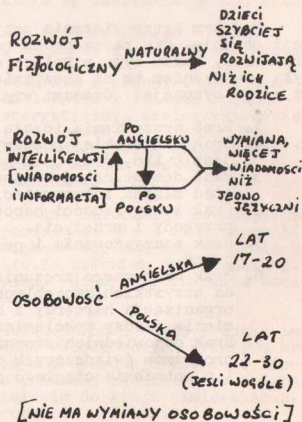 ROZWÓJ
FIZJOLOGICZNY
NATURALNY
DZIECI
SZYBCIEJ
SIĘ
ROZWIJAJĄ
NIŻ ICH
RODZICE
ROZWÓJ
INTELLIGENCJI
[WIADOMOŚCI
i INFORMACJA]
PO
ANGIELSKU
PO
POLSKU
WYMIANA,
WIĘCEJ
WIADOMOŚCI
NIŻ
JEDNO
JĘZYCZNI
OSOBOWOŚĆ
ANGIELSKA
LAT
17-20
POLSKA
LAT
22-30
(JEŚLI WOGÓLE)
[NIE MA WYMIANY OSOBOWOŚCI]